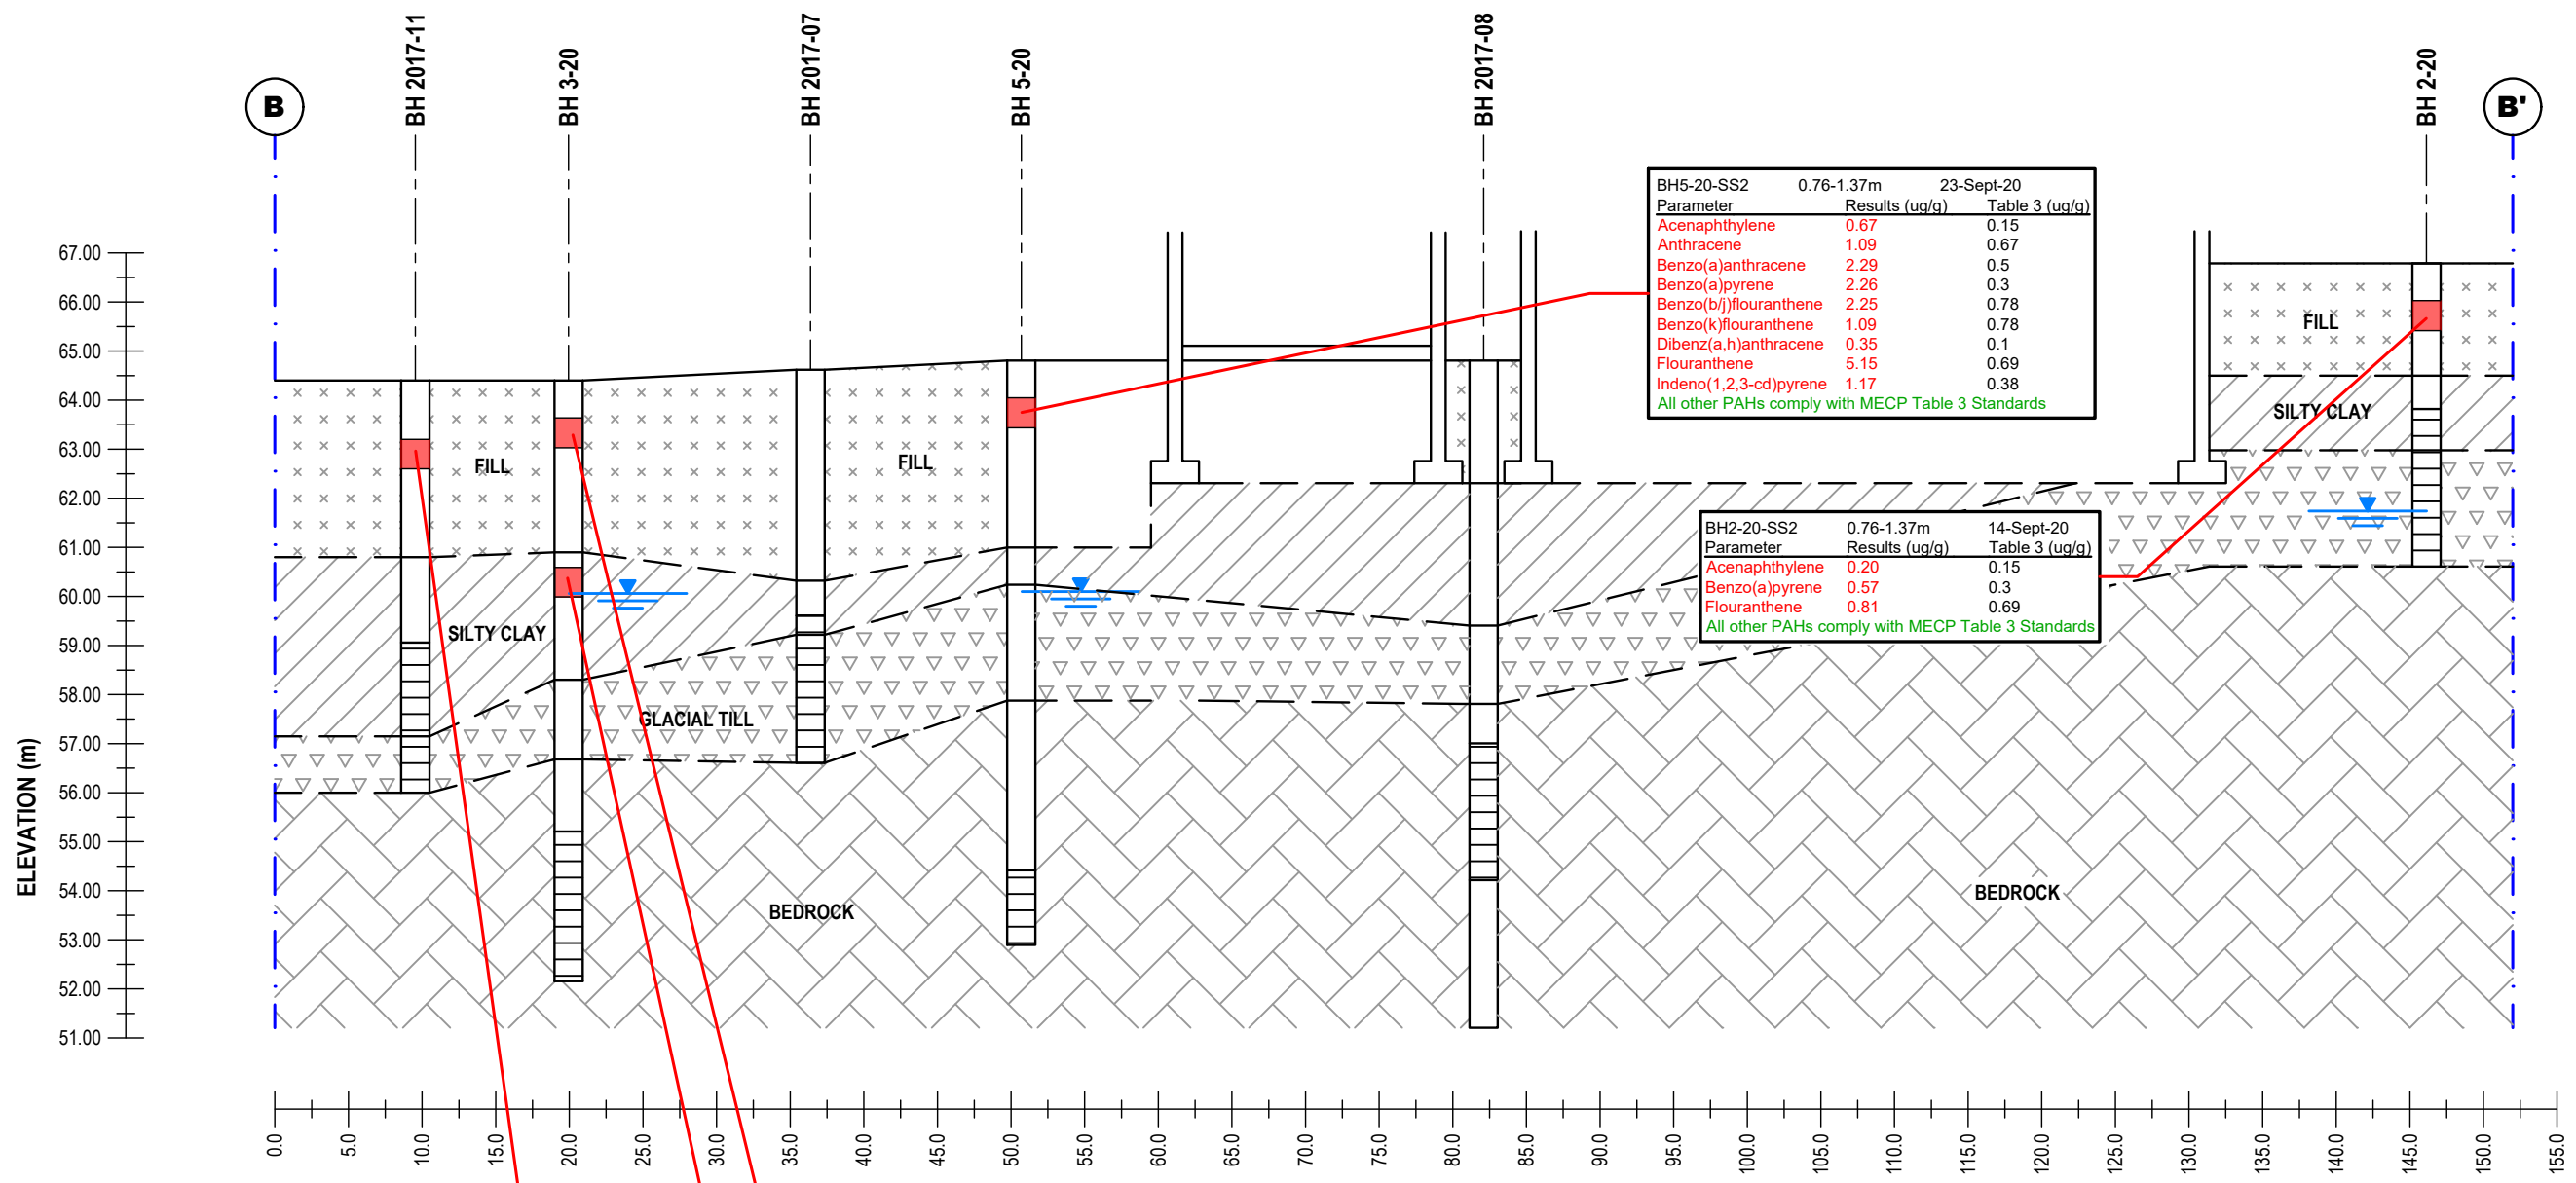 B
BH 2017-11
BH 3-20
BH 2017-07
BH 5-20
BH 2017-08
BH 2-20
B'
BH5-20-SS2 0.76-1.37m 23-Sept-20
Parameter Results (ug/g) Table 3 (ug/g)
Acenaphthylene 0.67 0.15
Anthracene 1.09 0.67
Benzo(a)anthracene 2.29 0.5
Benzo(a)pyrene 2.26 0.3
Benzo(b/j)flouranthene 2.25 0.78
Benzo(k)flouranthene 1.09 0.78
Dibenz(a,h)anthracene 0.35 0.1
Flouranthene 5.15 0.69
Indeno(1,2,3-cd)pyrene 1.17 0.38
All other PAHs comply with MECP Table 3 Standards
ELEVATION (m)
67.00
66.00
65.00
64.00
63.00
62.00
61.00
60.00
59.00
58.00
57.00
56.00
55.00
54.00
53.00
52.00
51.00
FILL
FILL
FILL
SILTY CLAY
SILTY CLAY
GLACIAL TILL
BEDROCK
BEDROCK
BH2-20-SS2 0.76-1.37m 14-Sept-20
Parameter Results (ug/g) Table 3 (ug/g)
Acenaphthylene 0.20 0.15
Benzo(a)pyrene 0.57 0.3
Flouranthene 0.81 0.69
All other PAHs comply with MECP Table 3 Standards
0.0
5.0
10.0
15.0
20.0
25.0
30.0
35.0
40.0
45.0
50.0
55.0
60.0
65.0
70.0
75.0
80.0
85.0
90.0
95.0
100.0
105.0
110.0
115.0
120.0
125.0
130.0
135.0
140.0
145.0
150.0
155.0